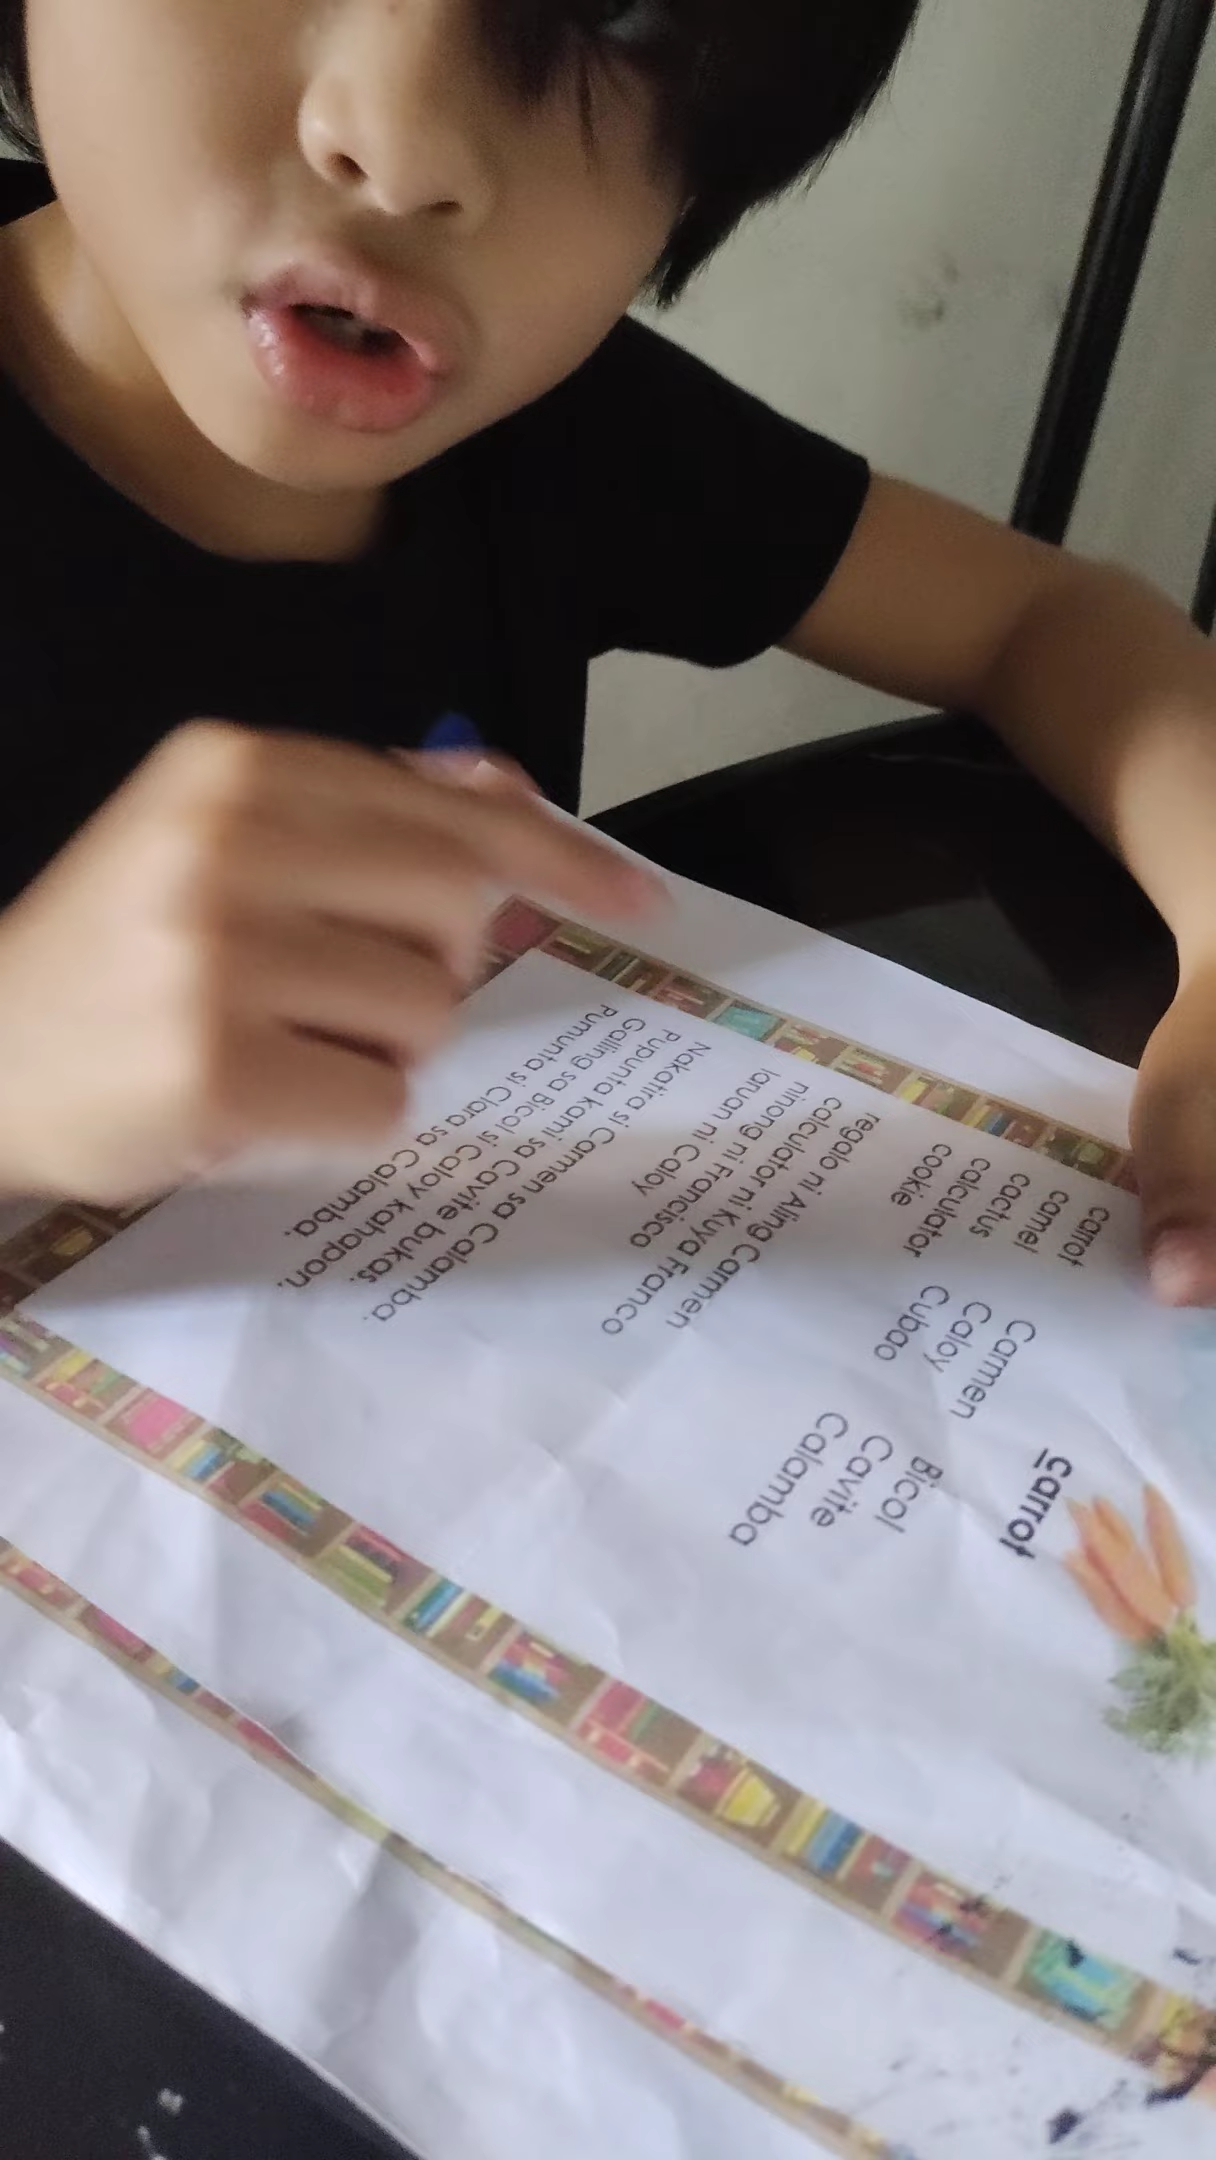 carrot
carrot Carmen Bicol
camel Caloy Cavite
cactus Cubao Calamba
calculator
cookie
regalo ni Aling Carmen
calculator ni Kuya Franco
ninong ni Francisco
laruan ni Caloy
Nakatira si Carmen sa Calamba.
Pupunta kami sa Cavite bukas.
Galing sa Bicol si Caloy kahapon.
Pumunta si Clara sa Calamba.